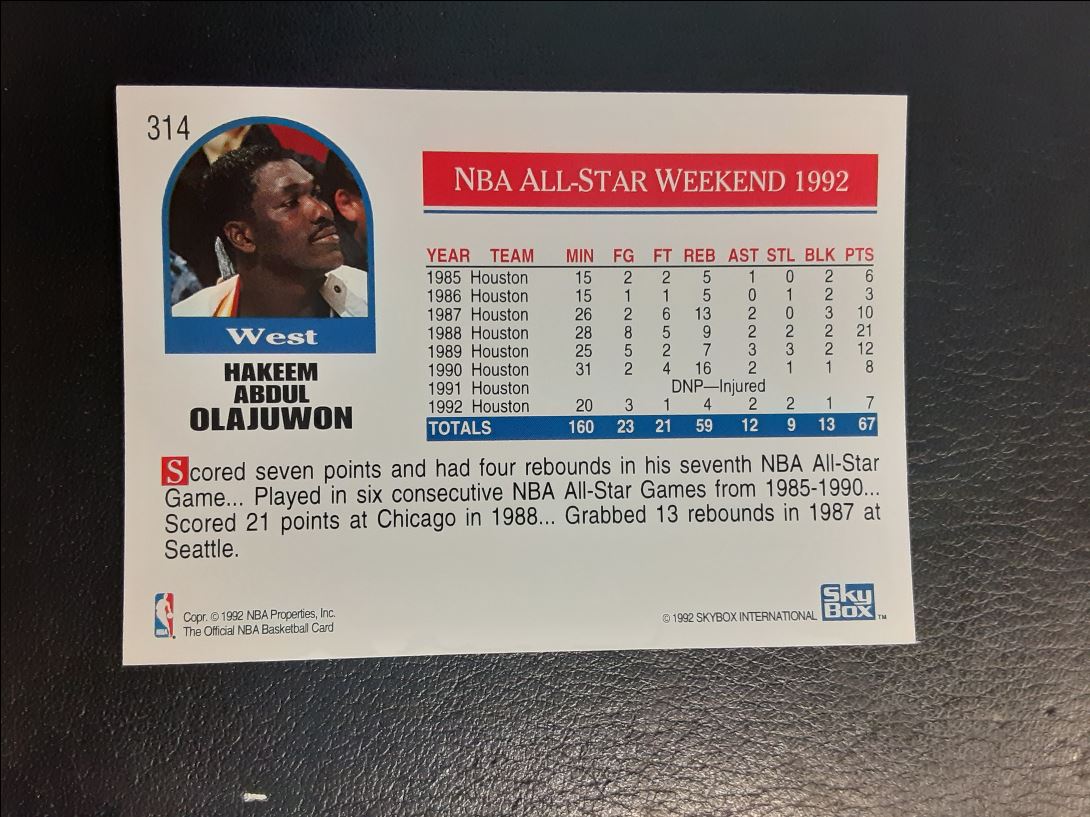 314
West
HAKEEM
ABDUL
OLAJUWON
NBA ALL-STAR WEEKEND 1992
YEAR TEAM MIN FG FT REB AST STL BLK PTS
1985 Houston 15 2 2 5 1 0 2 6
1986 Houston 15 1 1 5 0 1 2 3
1987 Houston 26 2 6 13 2 0 3 10
1988 Houston 28 8 5 9 2 2 2 21
1989 Houston 25 5 2 7 3 3 2 12
1990 Houston 31 2 4 16 2 1 1 8
1991 Houston DNP—Injured
1992 Houston 20 3 1 4 2 2 1 7
TOTALS 160 23 21 59 12 9 13 67
Scored seven points and had four rebounds in his seventh NBA All-Star
Game... Played in six consecutive NBA All-Star Games from 1985-1990...
Scored 21 points at Chicago in 1988... Grabbed 13 rebounds in 1987 at
Seattle.
NBA
Copr. © 1992 NBA Properties, Inc.
The Official NBA Basketball Card
© 1992 SKYBOX INTERNATIONAL
Sky
Box™